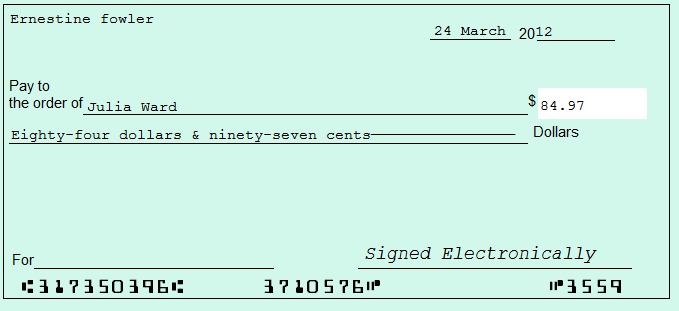 Ernestine fowler
24 March 2012
Pay to
the order of Julia Ward $ 84.97
Eighty-four dollars & ninety-seven cents Dollars
For Signed Electronically
⑆317350396⑆ 3710576⑈ ⑈3559